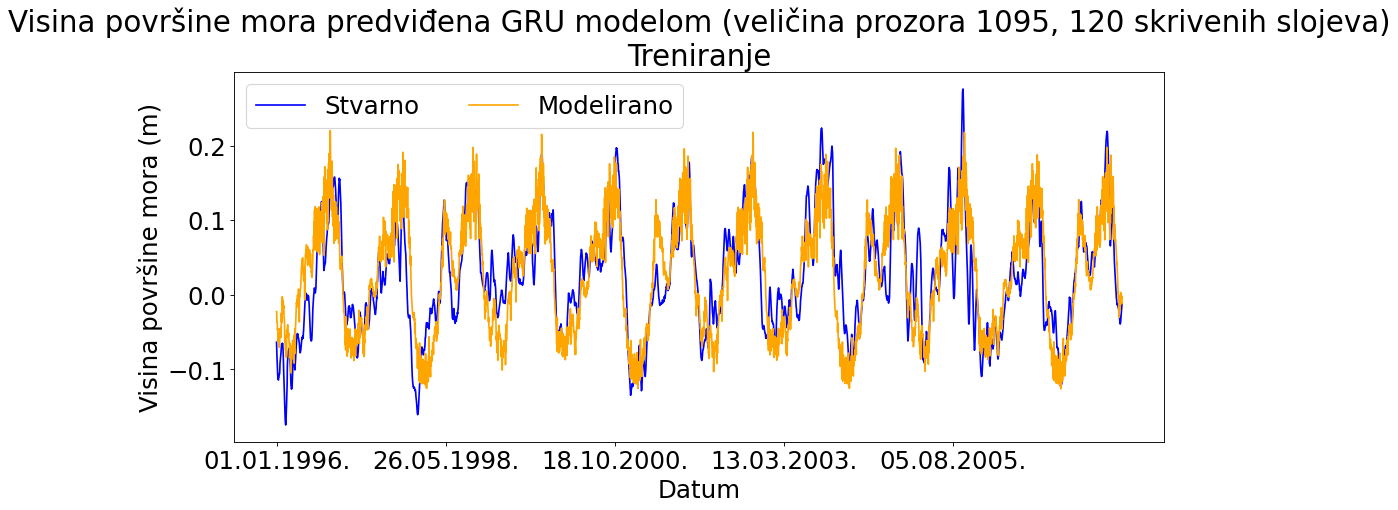 Visina površine mora predviđena GRU modelom (veličina prozora 1095, 120 skrivenih slojeva)
Treniranje
Stvarno
Modelirano
Visina površine mora (m)
0.2
0.1
0.0
−0.1
01.01.1996.
26.05.1998.
18.10.2000.
13.03.2003.
05.08.2005.
Datum